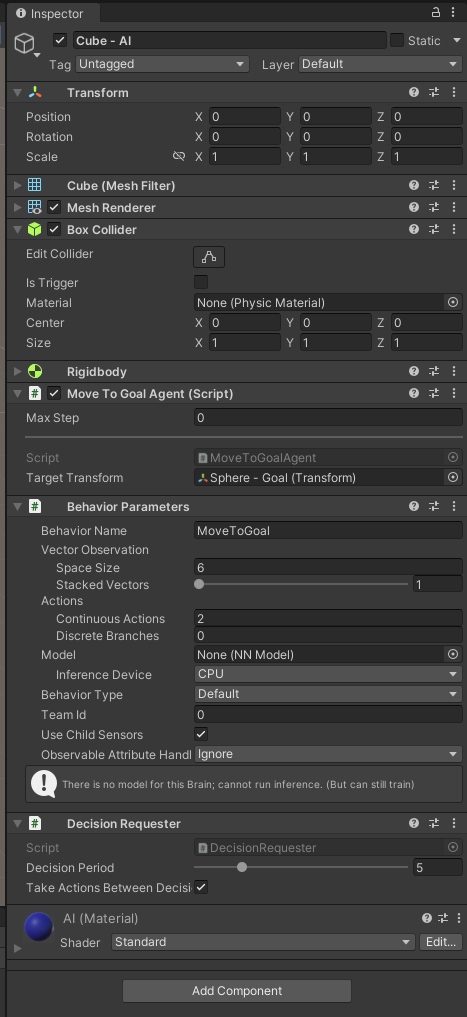 Inspector
Cube - AI Static
Tag Untagged Layer Default
Transform
Position X 0 Y 0 Z 0
Rotation X 0 Y 0 Z 0
Scale X 1 Y 1 Z 1
Cube (Mesh Filter)
Mesh Renderer
Box Collider
Edit Collider
Is Trigger
Material None (Physic Material)
Center X 0 Y 0 Z 0
Size X 1 Y 1 Z 1
Rigidbody
# Move To Goal Agent (Script)
Max Step 0
Script MoveToGoalAgent
Target Transform Sphere - Goal (Transform)
# Behavior Parameters
Behavior Name MoveToGoal
Vector Observation
Space Size 6
Stacked Vectors 1
Actions
Continuous Actions 2
Discrete Branches 0
Model None (NN Model)
Inference Device CPU
Behavior Type Default
Team Id 0
Use Child Sensors
Observable Attribute Handl Ignore
There is no model for this Brain; cannot run inference. (But can still train)
# Decision Requester
Script DecisionRequester
Decision Period 5
Take Actions Between Decisi
AI (Material)
Shader Standard Edit...
Add Component